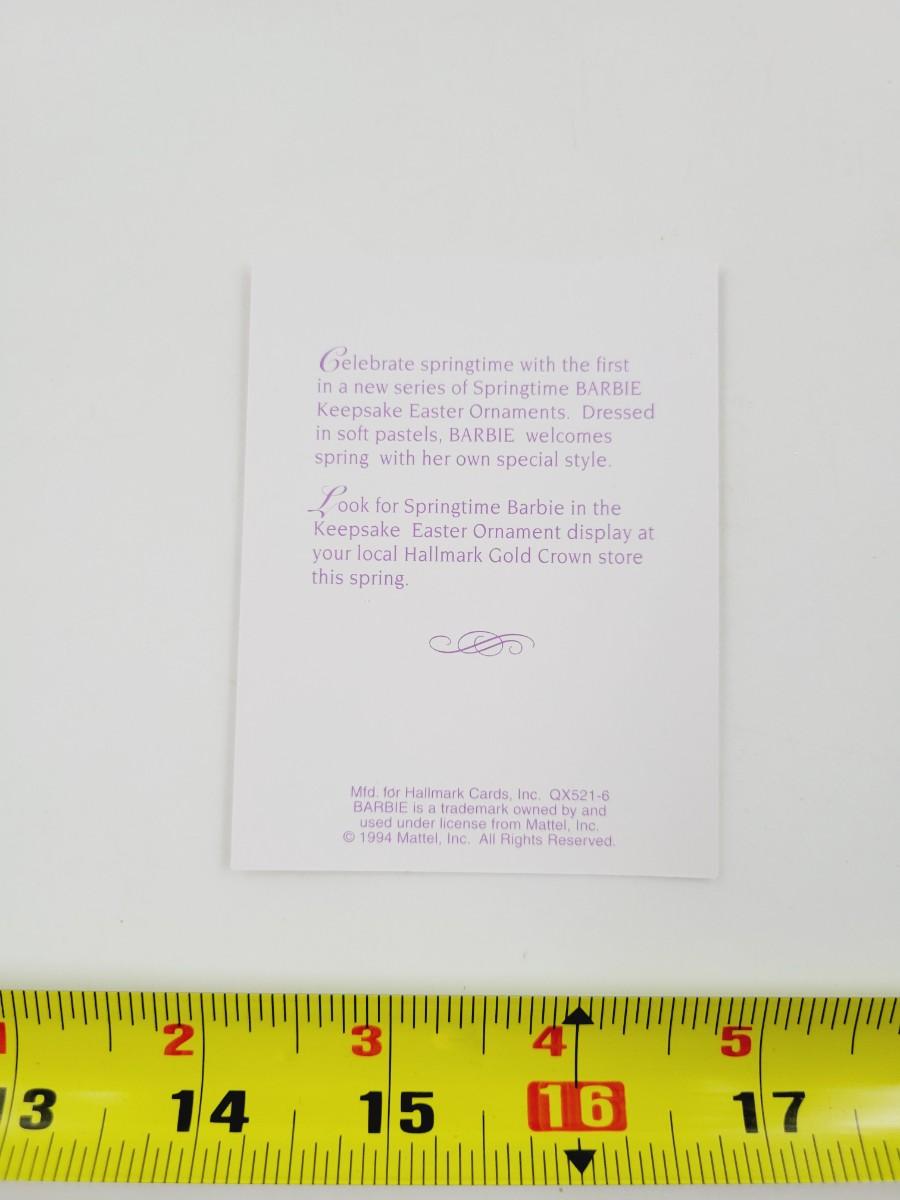 Celebrate springtime with the first
in a new series of Springtime BARBIE
Keepsake Easter Ornaments. Dressed
in soft pastels, BARBIE welcomes
spring with her own special style.
Look for Springtime Barbie in the
Keepsake Easter Ornament display at
your local Hallmark Gold Crown store
this spring.
Mfd. for Hallmark Cards, Inc. QX521-6
BARBIE is a trademark owned by and
used under license from Mattel, Inc.
© 1994 Mattel, Inc. All Rights Reserved.
1 2 3 4 5
13 14 15 16 17